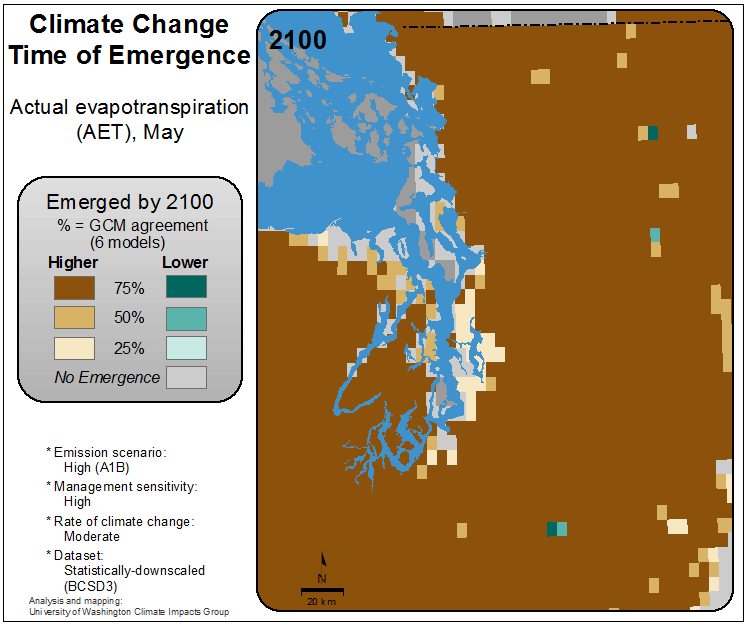 Climate Change
Time of Emergence
Actual evapotranspiration
(AET), May
Emerged by 2100
% = GCM agreement
(6 models)
Higher Lower
75%
50%
25%
No Emergence
* Emission scenario:
High (A1B)
* Management sensitivity:
High
* Rate of climate change:
Moderate
* Dataset:
Statistically-downscaled
(BCSD3)
Analysis and mapping:
University of Washington Climate Impacts Group
2100
N
20 km